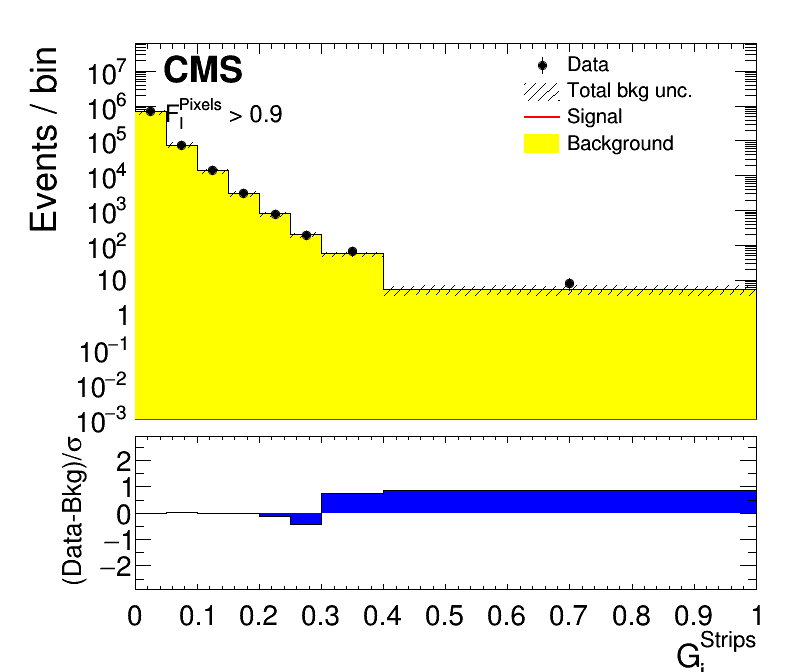 Events / bin
10^7
10^6
10^5
10^4
10^3
10^2
10
1
10^−1
10^−2
10^−3
CMS
F_l^Pixels > 0.9
Data
Total bkg unc.
Signal
Background
(Data-Bkg)/σ
2
1
0
−1
−2
0 0.1 0.2 0.3 0.4 0.5 0.6 0.7 0.8 0.9 1
G_i^Strips